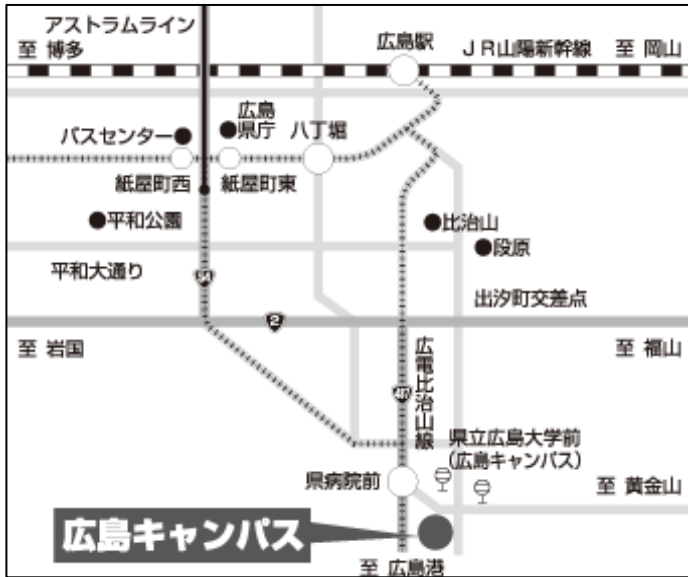 アストラムライン
至 博多
広島駅
JR山陽新幹線
至 岡山
バスセンター
広島
県庁
八丁堀
紙屋町西
紙屋町東
平和公園
比治山
段原
平和大通り
54
出汐町交差点
2
至 岩国
広電比治山線
至 福山
487
県立広島大学前
(広島キャンパス)
県病院前
至 黄金山
広島キャンパス
至 広島港